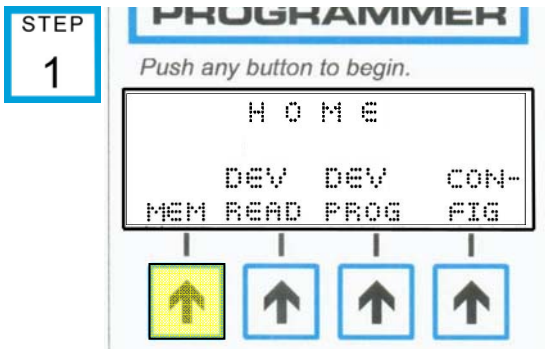 STEP
1
PROGRAMMER
Push any button to begin.
HOME
DEV DEV CON-
MEM READ PROG FIG